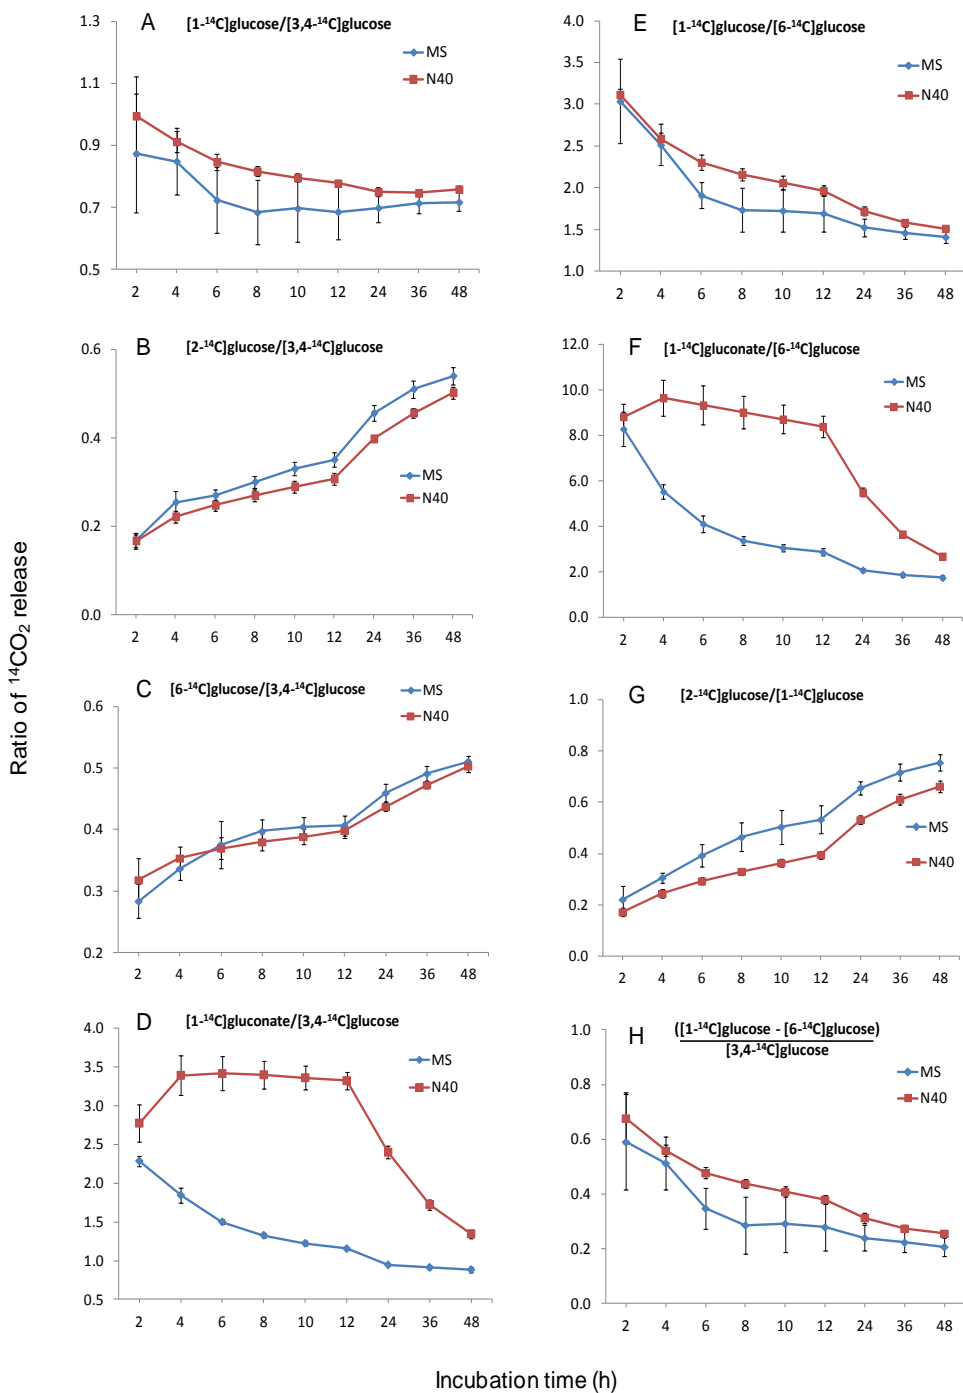 A [1-¹⁴C]glucose/[3,4-¹⁴C]glucose
MS
N40
1.3
1.1
0.9
0.7
0.5
2 4 6 8 10 12 24 36 48
B [2-¹⁴C]glucose/[3,4-¹⁴C]glucose
MS
N40
0.6
0.4
0.2
0.0
2 4 6 8 10 12 24 36 48
C [6-¹⁴C]glucose/[3,4-¹⁴C]glucose
MS
N40
0.6
0.5
0.4
0.3
0.2
2 4 6 8 10 12 24 36 48
D [1-¹⁴C]gluconate/[3,4-¹⁴C]glucose
MS
N40
4.0
3.5
3.0
2.5
2.0
1.5
1.0
0.5
2 4 6 8 10 12 24 36 48
E [1-¹⁴C]glucose/[6-¹⁴C]glucose
MS
N40
4.0
3.5
3.0
2.5
2.0
1.5
1.0
2 4 6 8 10 12 24 36 48
F [1-¹⁴C]gluconate/[6-¹⁴C]glucose
MS
N40
12.0
10.0
8.0
6.0
4.0
2.0
0.0
2 4 6 8 10 12 24 36 48
G [2-¹⁴C]glucose/[1-¹⁴C]glucose
MS
N40
1.0
0.8
0.6
0.4
0.2
0.0
2 4 6 8 10 12 24 36 48
H ([1-¹⁴C]glucose - [6-¹⁴C]glucose)
[3,4-¹⁴C]glucose
MS
N40
1.0
0.8
0.6
0.4
0.2
0.0
2 4 6 8 10 12 24 36 48
Ratio of ¹⁴CO₂ release
Incubation time (h)